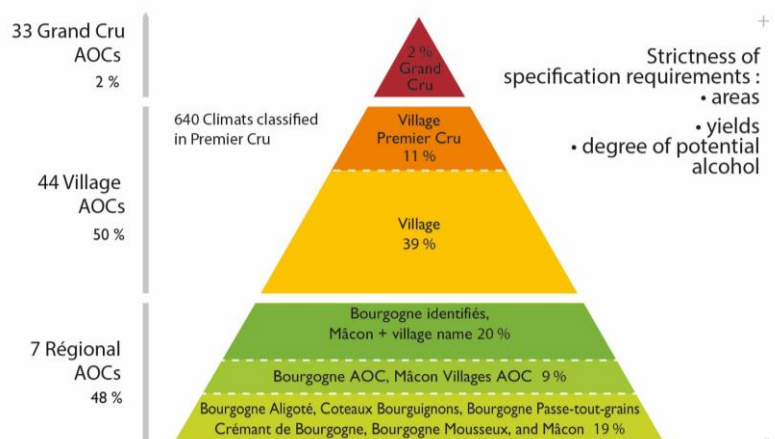 33 Grand Cru
AOCs
2 %
2 %
Grand
Cru
+
Strictness of
specification requirements :
• areas
• yields
• degree of potential
alcohol
640 Climats classified
in Premier Cru
Village
Premier Cru
11 %
44 Village
AOCs
50 %
Village
39 %
Bourgogne identifiés,
Mâcon + village name 20 %
7 Régional
AOCs
48 %
Bourgogne AOC, Mâcon Villages AOC 9 %
Bourgogne Aligoté, Coteaux Bourguignons, Bourgogne Passe-tout-grains
Crémant de Bourgogne, Bourgogne Mousseux, and Mâcon 19 %